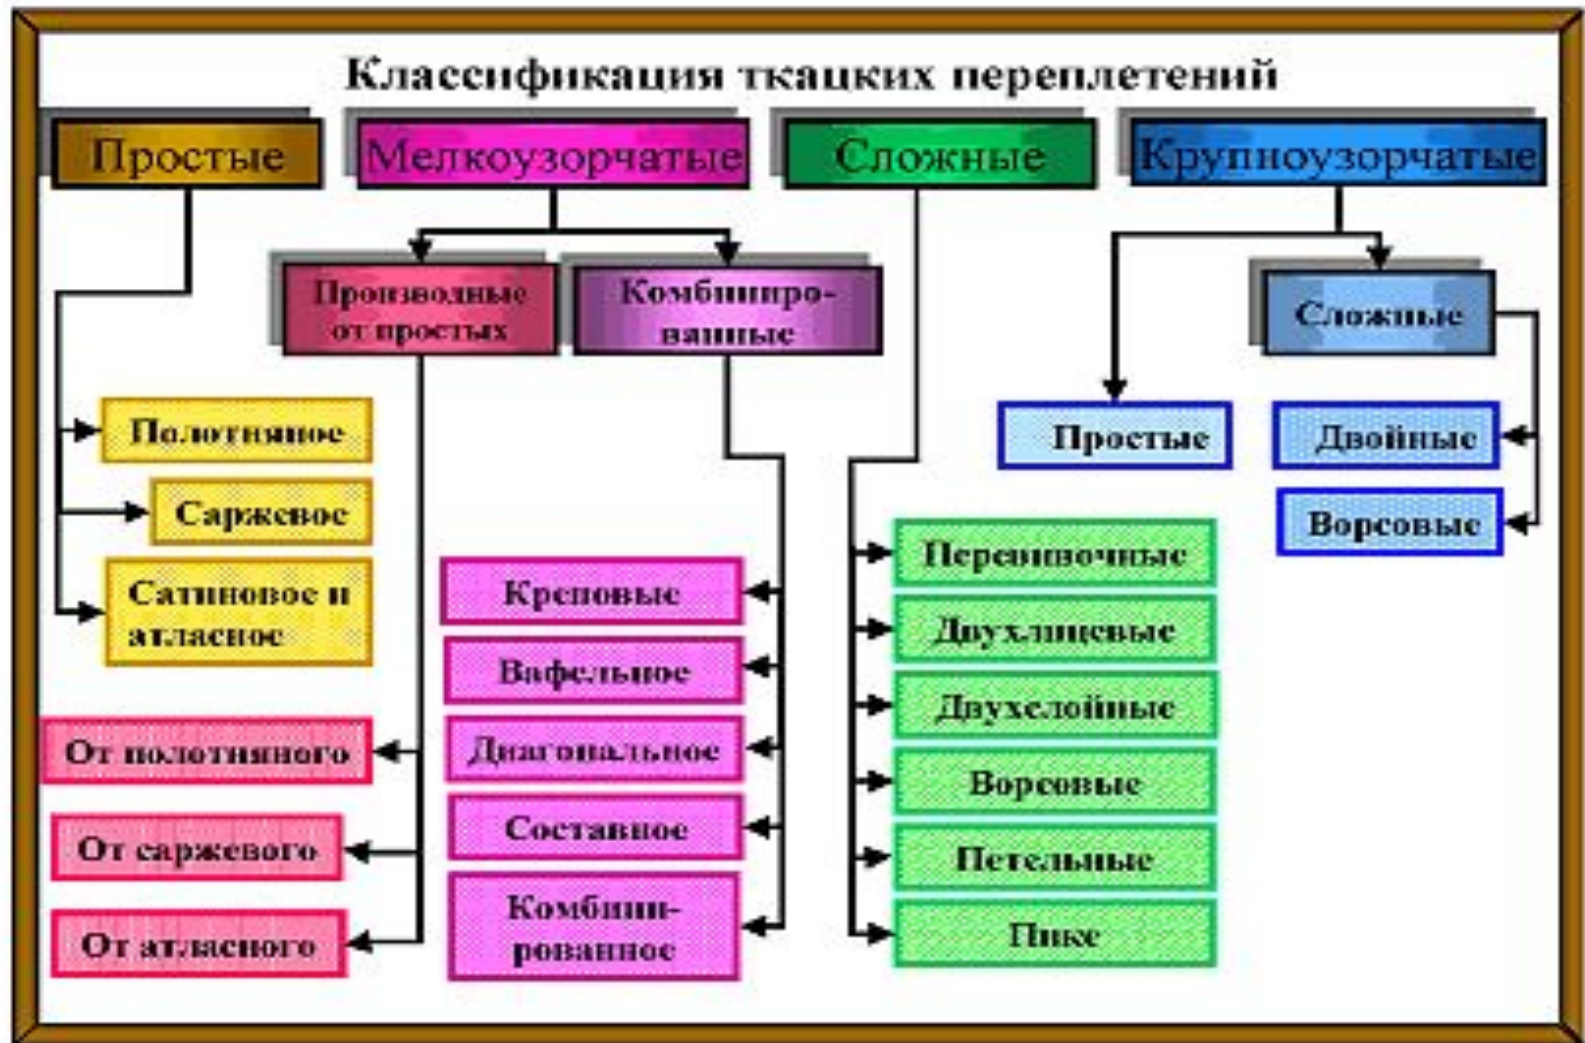 Классификация ткацких переплетений
Простые
Мелкоузорчатые
Сложные
Крупноузорчатые
Производные
от простых
Комбиниро-
ванные
Сложные
Полотняное
Саржевое
Сатиновое и
атласное
От полотняного
От саржевого
От атласного
Креповые
Вафельное
Диагональное
Составное
Комбини-
рованное
Перевивочные
Двухлицевые
Двухслойные
Ворсовые
Петельные
Пике
Простые
Двойные
Ворсовые